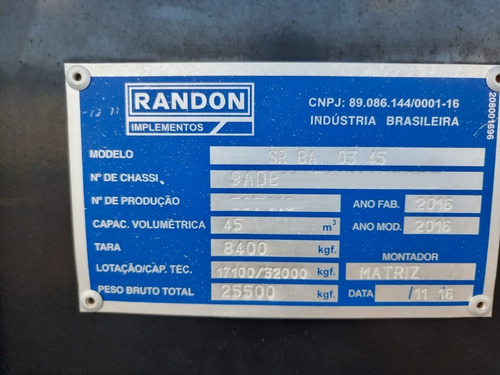 RANDON
IMPLEMENTOS
CNPJ: 89.086.144/0001-16
INDÚSTRIA BRASILEIRA
208001696
MODELO SR BA 03 45
Nº DE CHASSI. 9ADE
Nº DE PRODUÇÃO ANO FAB. 2016
CAPAC. VOLUMÉTRICA 45 m³ ANO MOD. 2016
TARA 8400 kgf.
LOTAÇÃO/CAP. TEC. 17100/32000 kgf. MONTADOR MATRIZ
PESO BRUTO TOTAL 25500 kgf. DATA /11 16